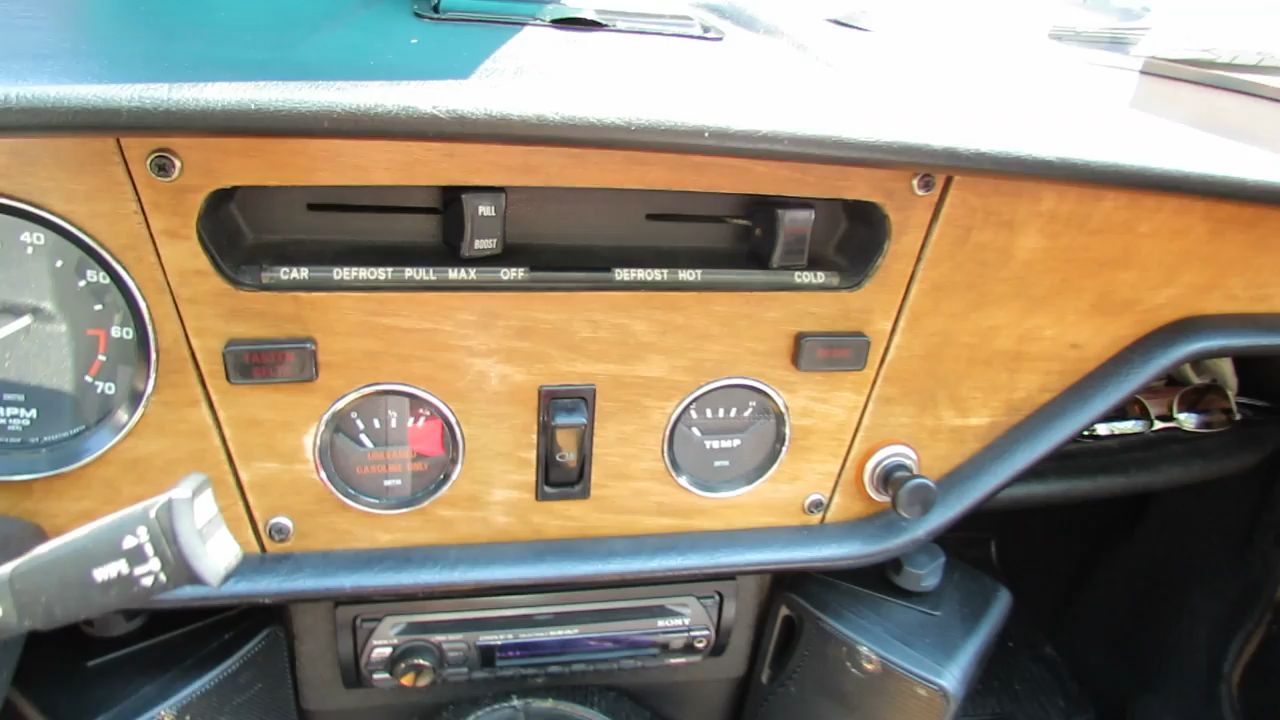 PULL
BOOST
CAR DEFROST PULL MAX OFF DEFROST HOT COLD
40
50
60
70
RPM
X100
FASTEN
BELTS
UNLEADED
GASOLINE ONLY
C H
TEMP
WIPE
SONY